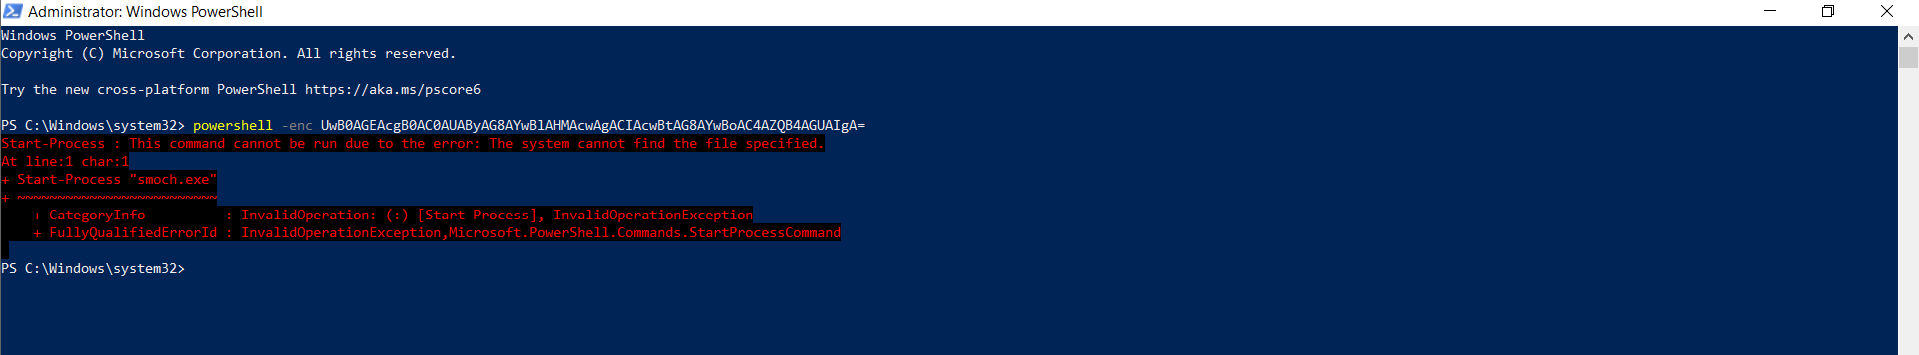 Administrator: Windows PowerShell
Windows PowerShell
Copyright (C) Microsoft Corporation. All rights reserved.
Try the new cross-platform PowerShell https://aka.ms/pscore6
PS C:\Windows\system32> powershell -enc UwB0AGEAcgB0AC0AUAByAG8AYwBlAHMAcwAgACIAcwBtAG8AYwBoAC4AZQB4AGUAIgA=
Start-Process : This command cannot be run due to the error: The system cannot find the file specified.
At line:1 char:1
+ Start-Process "smoch.exe"
+ ~~~~~~~~~~~~~~~~~~~~~~~~~
+ CategoryInfo : InvalidOperation: (:) [Start-Process], InvalidOperationException
+ FullyQualifiedErrorId : InvalidOperationException,Microsoft.PowerShell.Commands.StartProcessCommand
PS C:\Windows\system32>